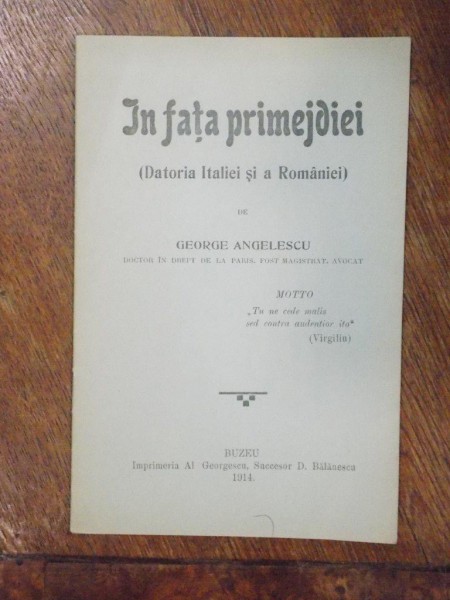 In fața primejdiei
(Datoria Italiei și a României)
DE
GEORGE ANGELESCU
DOCTOR ÎN DREPT DE LA PARIS, FOST MAGISTRAT, AVOCAT
MOTTO
„Tu ne cede malis
sed contra audentior ito“
(Virgiliu)
BUZEU
Imprimeria Al Georgescu, Succesor D. Bălănescu
1914.